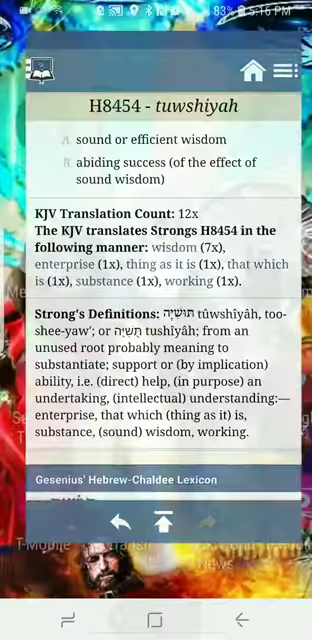 83% 5:16 PM
H8454 - tuwshiyah
A. sound or efficient wisdom
B. abiding success (of the effect of
sound wisdom)
KJV Translation Count: 12x
The KJV translates Strongs H8454 in the
following manner: wisdom (7x),
enterprise (1x), thing as it is (1x), that which
is (1x), substance (1x), working (1x).
Strong's Definitions: תּוּשִׁיָּה tûwshîyâh, too-
shee-yaw'; or תֻּשִׁיָּה tushîyâh; from an
unused root probably meaning to
substantiate; support or (by implication)
ability, i.e. (direct) help, (in purpose) an
undertaking, (intellectual) understanding:—
enterprise, that which (thing as it) is,
substance, (sound) wisdom, working.
Gesenius' Hebrew-Chaldee Lexicon
T-Mobile
News